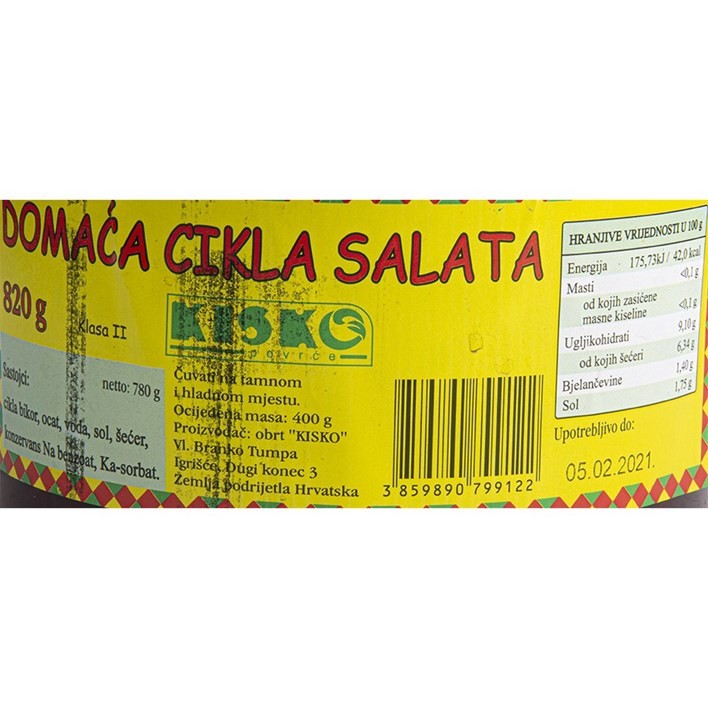 DOMAĆA CIKLA SALATA
820 g
Klasa II
KISKO
povrće
Sastojci:
netto: 780 g
cikla bikor, ocat, voda, sol, šećer,
konzervans Na benzoat, Ka-sorbat.
Čuvati na tamnom
i hladnom mjestu.
Ocijeđena masa: 400 g
Proizvođač: obrt "KISKO"
Vl. Branko Tumpa
Igrišće, Dugi konec 3
Zemlja podrijetla Hrvatska
3 859890 799122
HRANJIVE VRIJEDNOSTI U 100 g
Energija 175,73kJ / 42,0 kcal
Masti <0,1 g
od kojih zasićene
masne kiseline <0,1 g
Ugljikohidrati 9,10 g
od kojih šećeri 6,34 g
Bjelančevine 1,40 g
Sol 1,75 g
Upotrebljivo do:
05.02.2021.